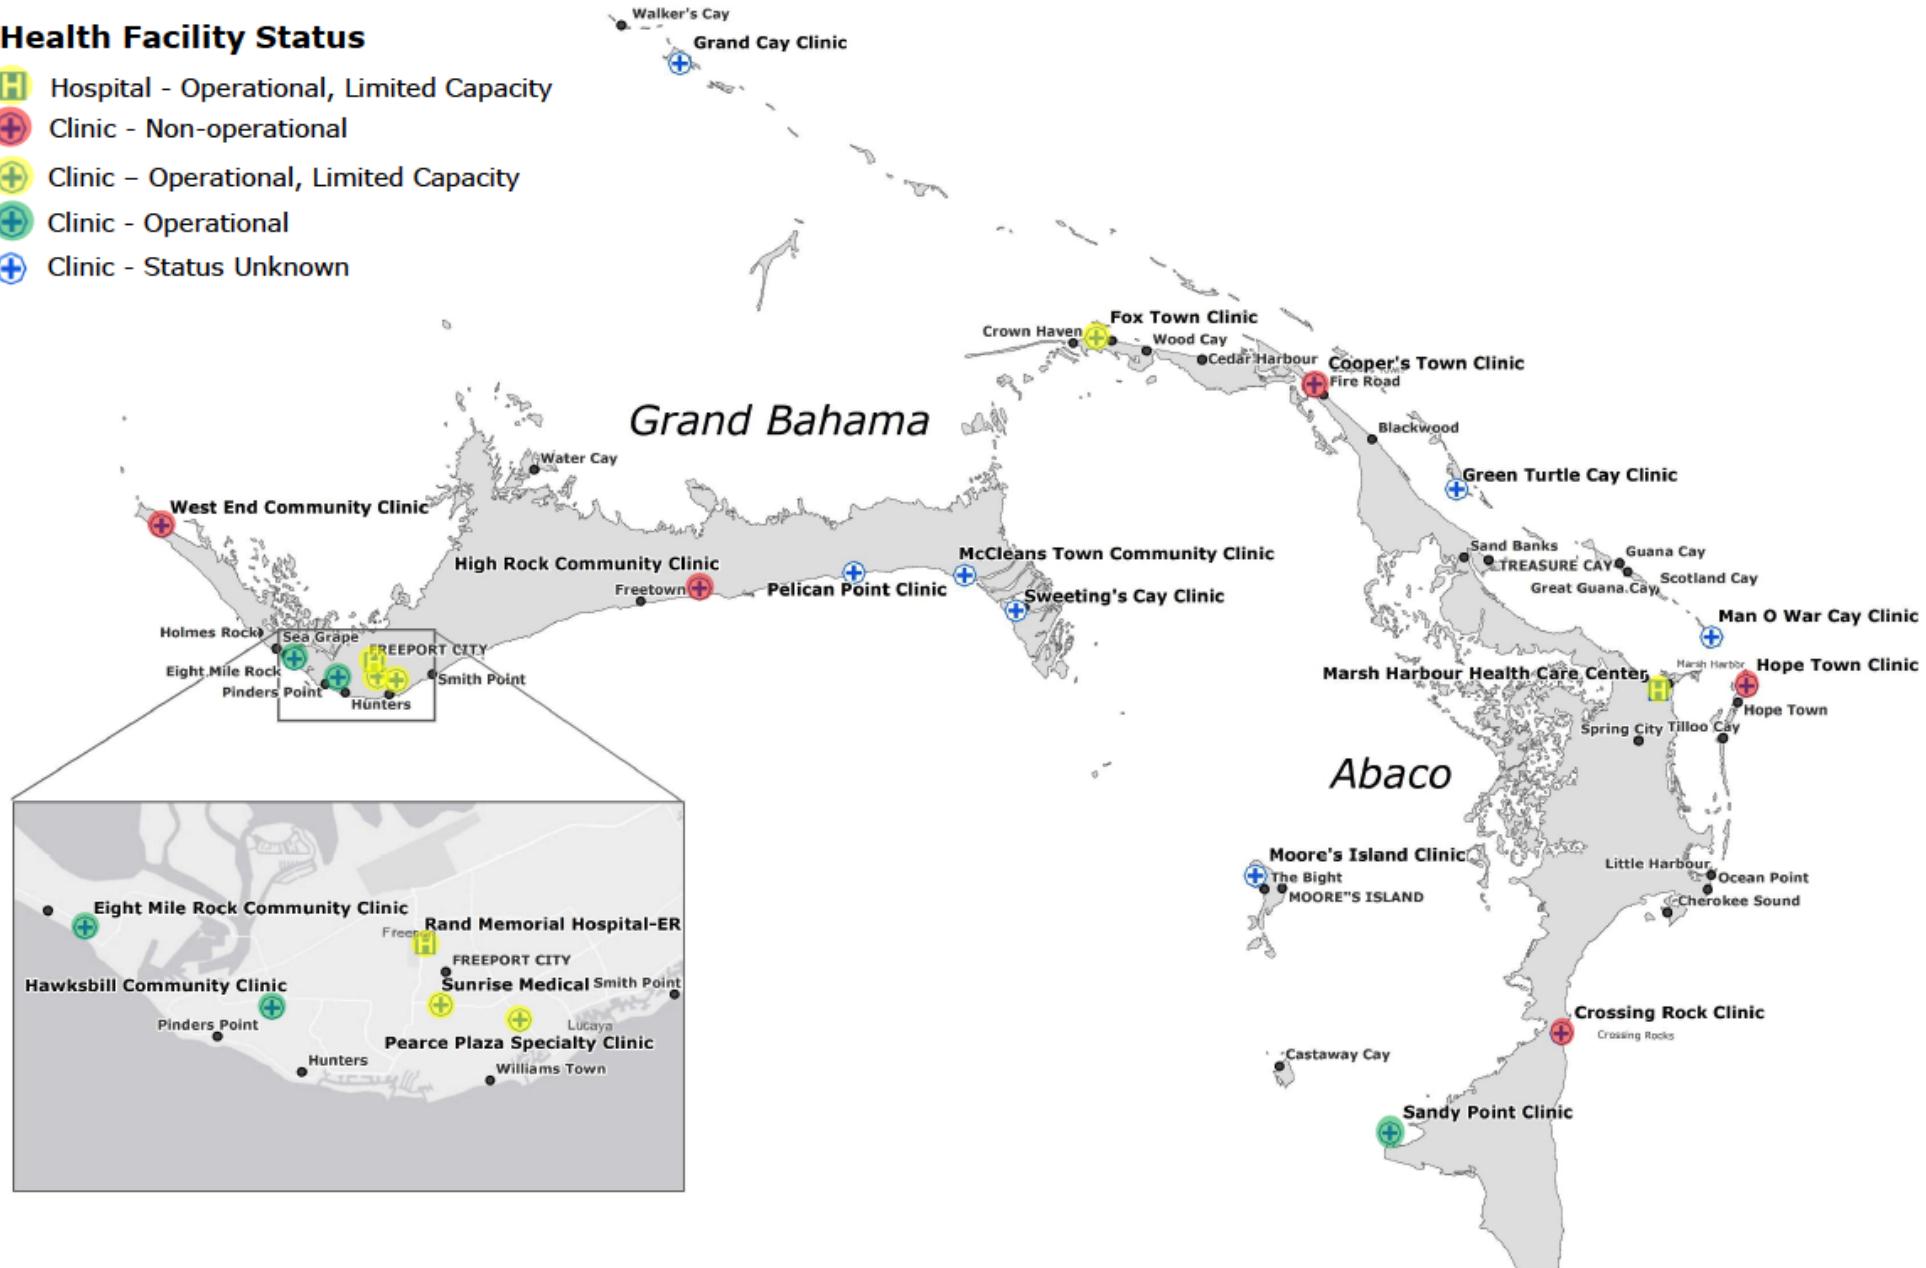 Health Facility Status
Hospital - Operational, Limited Capacity
Clinic - Non-operational
Clinic – Operational, Limited Capacity
Clinic - Operational
Clinic - Status Unknown
Walker's Cay
Grand Cay Clinic
Grand Bahama
Water Cay
West End Community Clinic
High Rock Community Clinic
Freetown
Pelican Point Clinic
McCleans Town Community Clinic
Sweeting's Cay Clinic
Holmes Rock
Sea Grape
FREEPORT CITY
Eight Mile Rock
Pinders Point
Hunters
Smith Point
Crown Haven
Fox Town Clinic
Wood Cay
Cedar Harbour
Cooper's Town Clinic
Fire Road
Blackwood
Green Turtle Cay Clinic
Sand Banks
TREASURE CAY
Guana Cay
Great Guana Cay
Scotland Cay
Man O War Cay Clinic
Marsh Harbour Health Care Center
Marsh Harbor
Hope Town Clinic
Hope Town
Spring City
Tilloo Cay
Abaco
Moore's Island Clinic
The Bight
MOORE"S ISLAND
Little Harbour
Ocean Point
Cherokee Sound
Crossing Rock Clinic
Crossing Rocks
Castaway Cay
Sandy Point Clinic
Eight Mile Rock Community Clinic
Rand Memorial Hospital-ER
FREEPORT CITY
Hawksbill Community Clinic
Sunrise Medical
Smith Point
Pinders Point
Lucaya
Pearce Plaza Specialty Clinic
Hunters
Williams Town